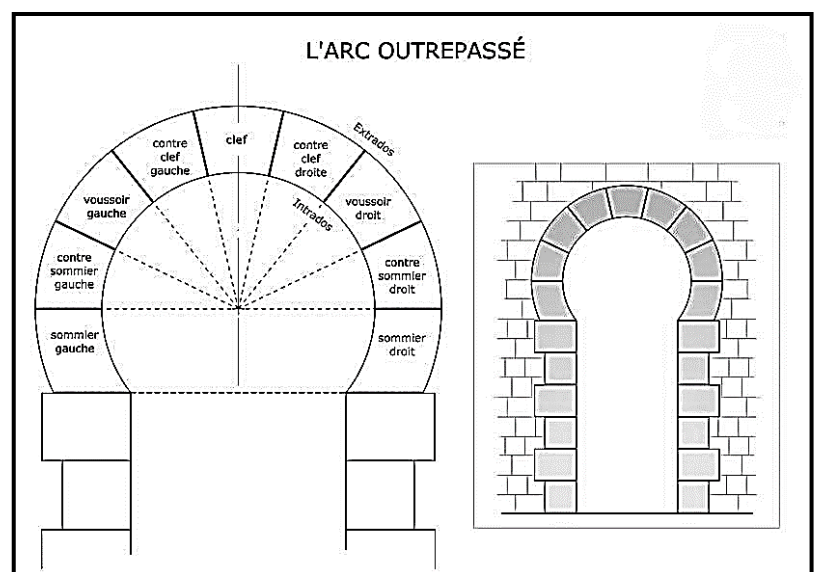 L'ARC OUTREPASSÉ
clef
contre
clef
gauche
contre
clef
droite
Extrados
voussoir
gauche
voussoir
droit
Intrados
contre
sommier
gauche
contre
sommier
droit
sommier
gauche
sommier
droit